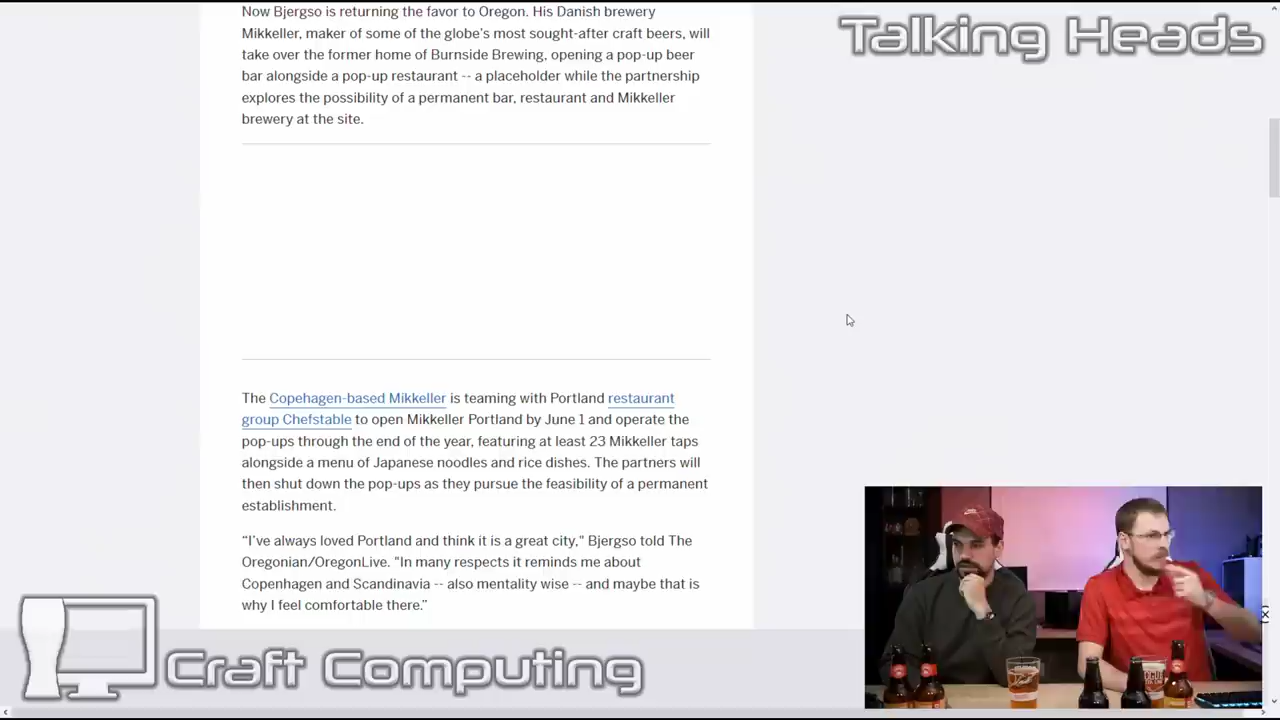 Talking Heads
Now Bjergso is returning the favor to Oregon. His Danish brewery
Mikkeller, maker of some of the globe's most sought-after craft beers, will
take over the former home of Burnside Brewing, opening a pop-up beer
bar alongside a pop-up restaurant -- a placeholder while the partnership
explores the possibility of a permanent bar, restaurant and Mikkeller
brewery at the site.
The Copehagen-based Mikkeller is teaming with Portland restaurant
group Chefstable to open Mikkeller Portland by June 1 and operate the
pop-ups through the end of the year, featuring at least 23 Mikkeller taps
alongside a menu of Japanese noodles and rice dishes. The partners will
then shut down the pop-ups as they pursue the feasibility of a permanent
establishment.
“I’ve always loved Portland and think it is a great city," Bjergso told The
Oregonian/OregonLive. "In many respects it reminds me about
Copenhagen and Scandinavia -- also mentality wise -- and maybe that is
why I feel comfortable there.”
Craft Computing